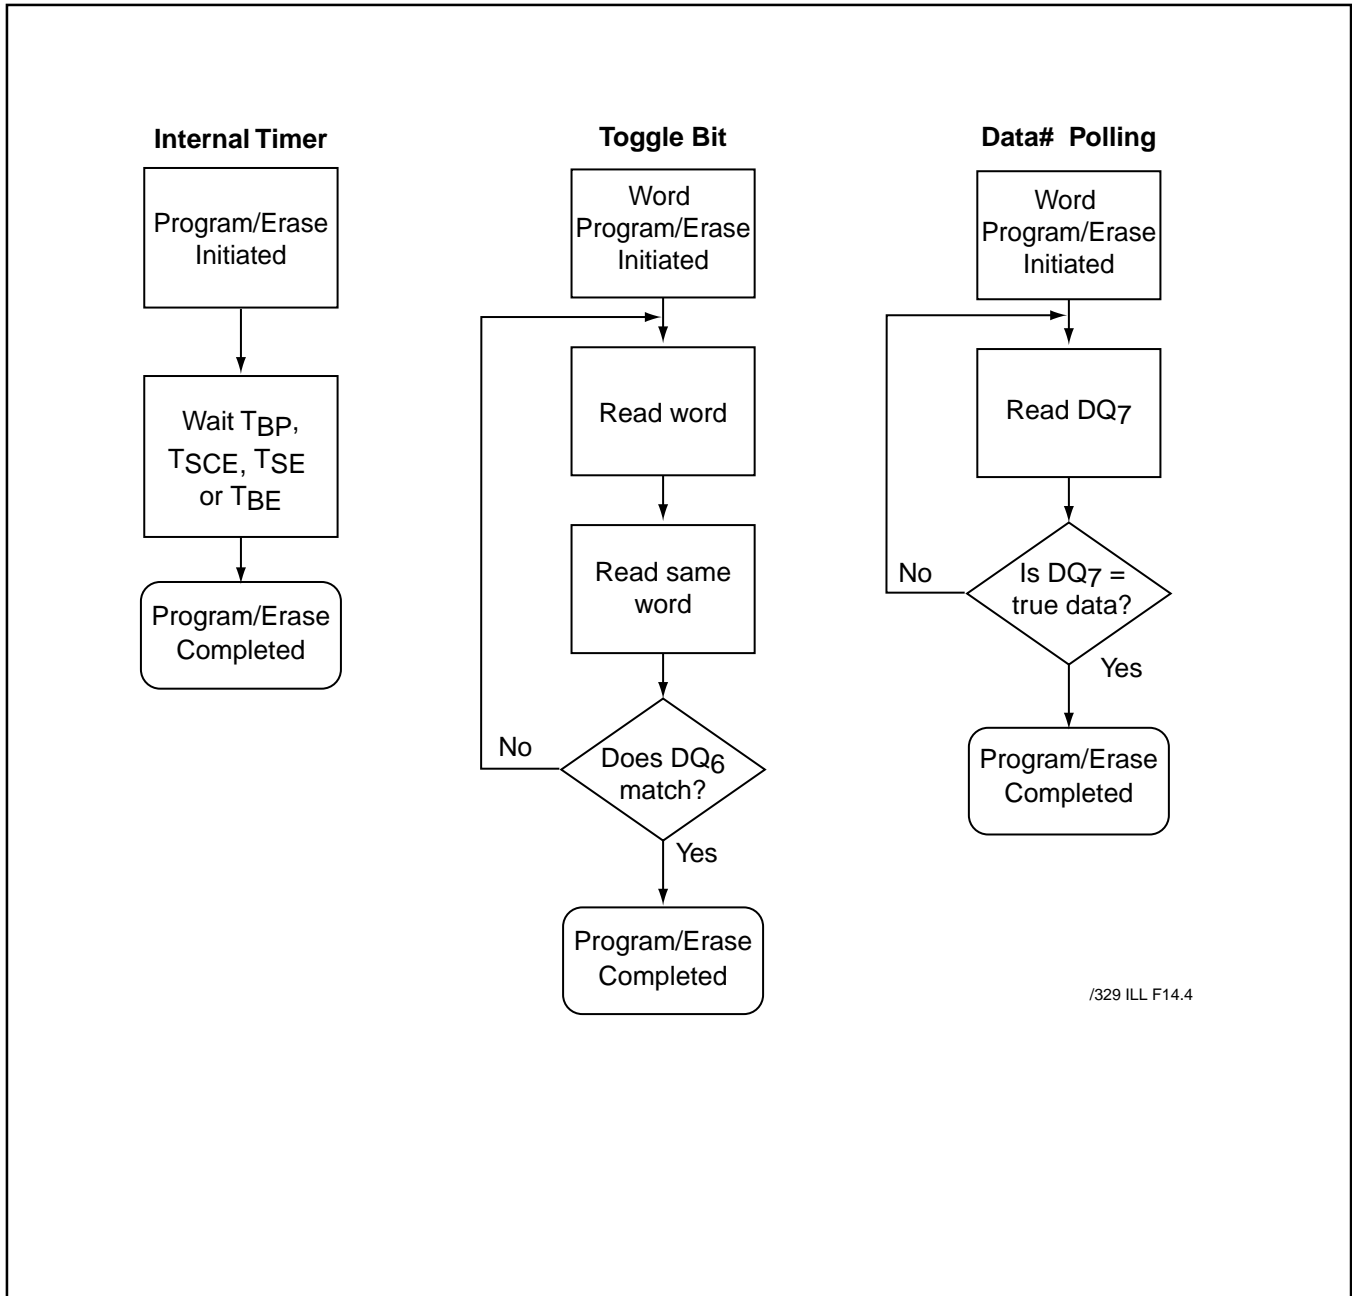 Internal Timer
Program/Erase
Initiated
Wait TBP,
TSCE, TSE
or TBE
Program/Erase
Completed
Toggle Bit
Word
Program/Erase
Initiated
Read word
Read same
word
No
Does DQ6
match?
Yes
Program/Erase
Completed
Data# Polling
Word
Program/Erase
Initiated
Read DQ7
No
Is DQ7 =
true data?
Yes
Program/Erase
Completed
/329 ILL F14.4